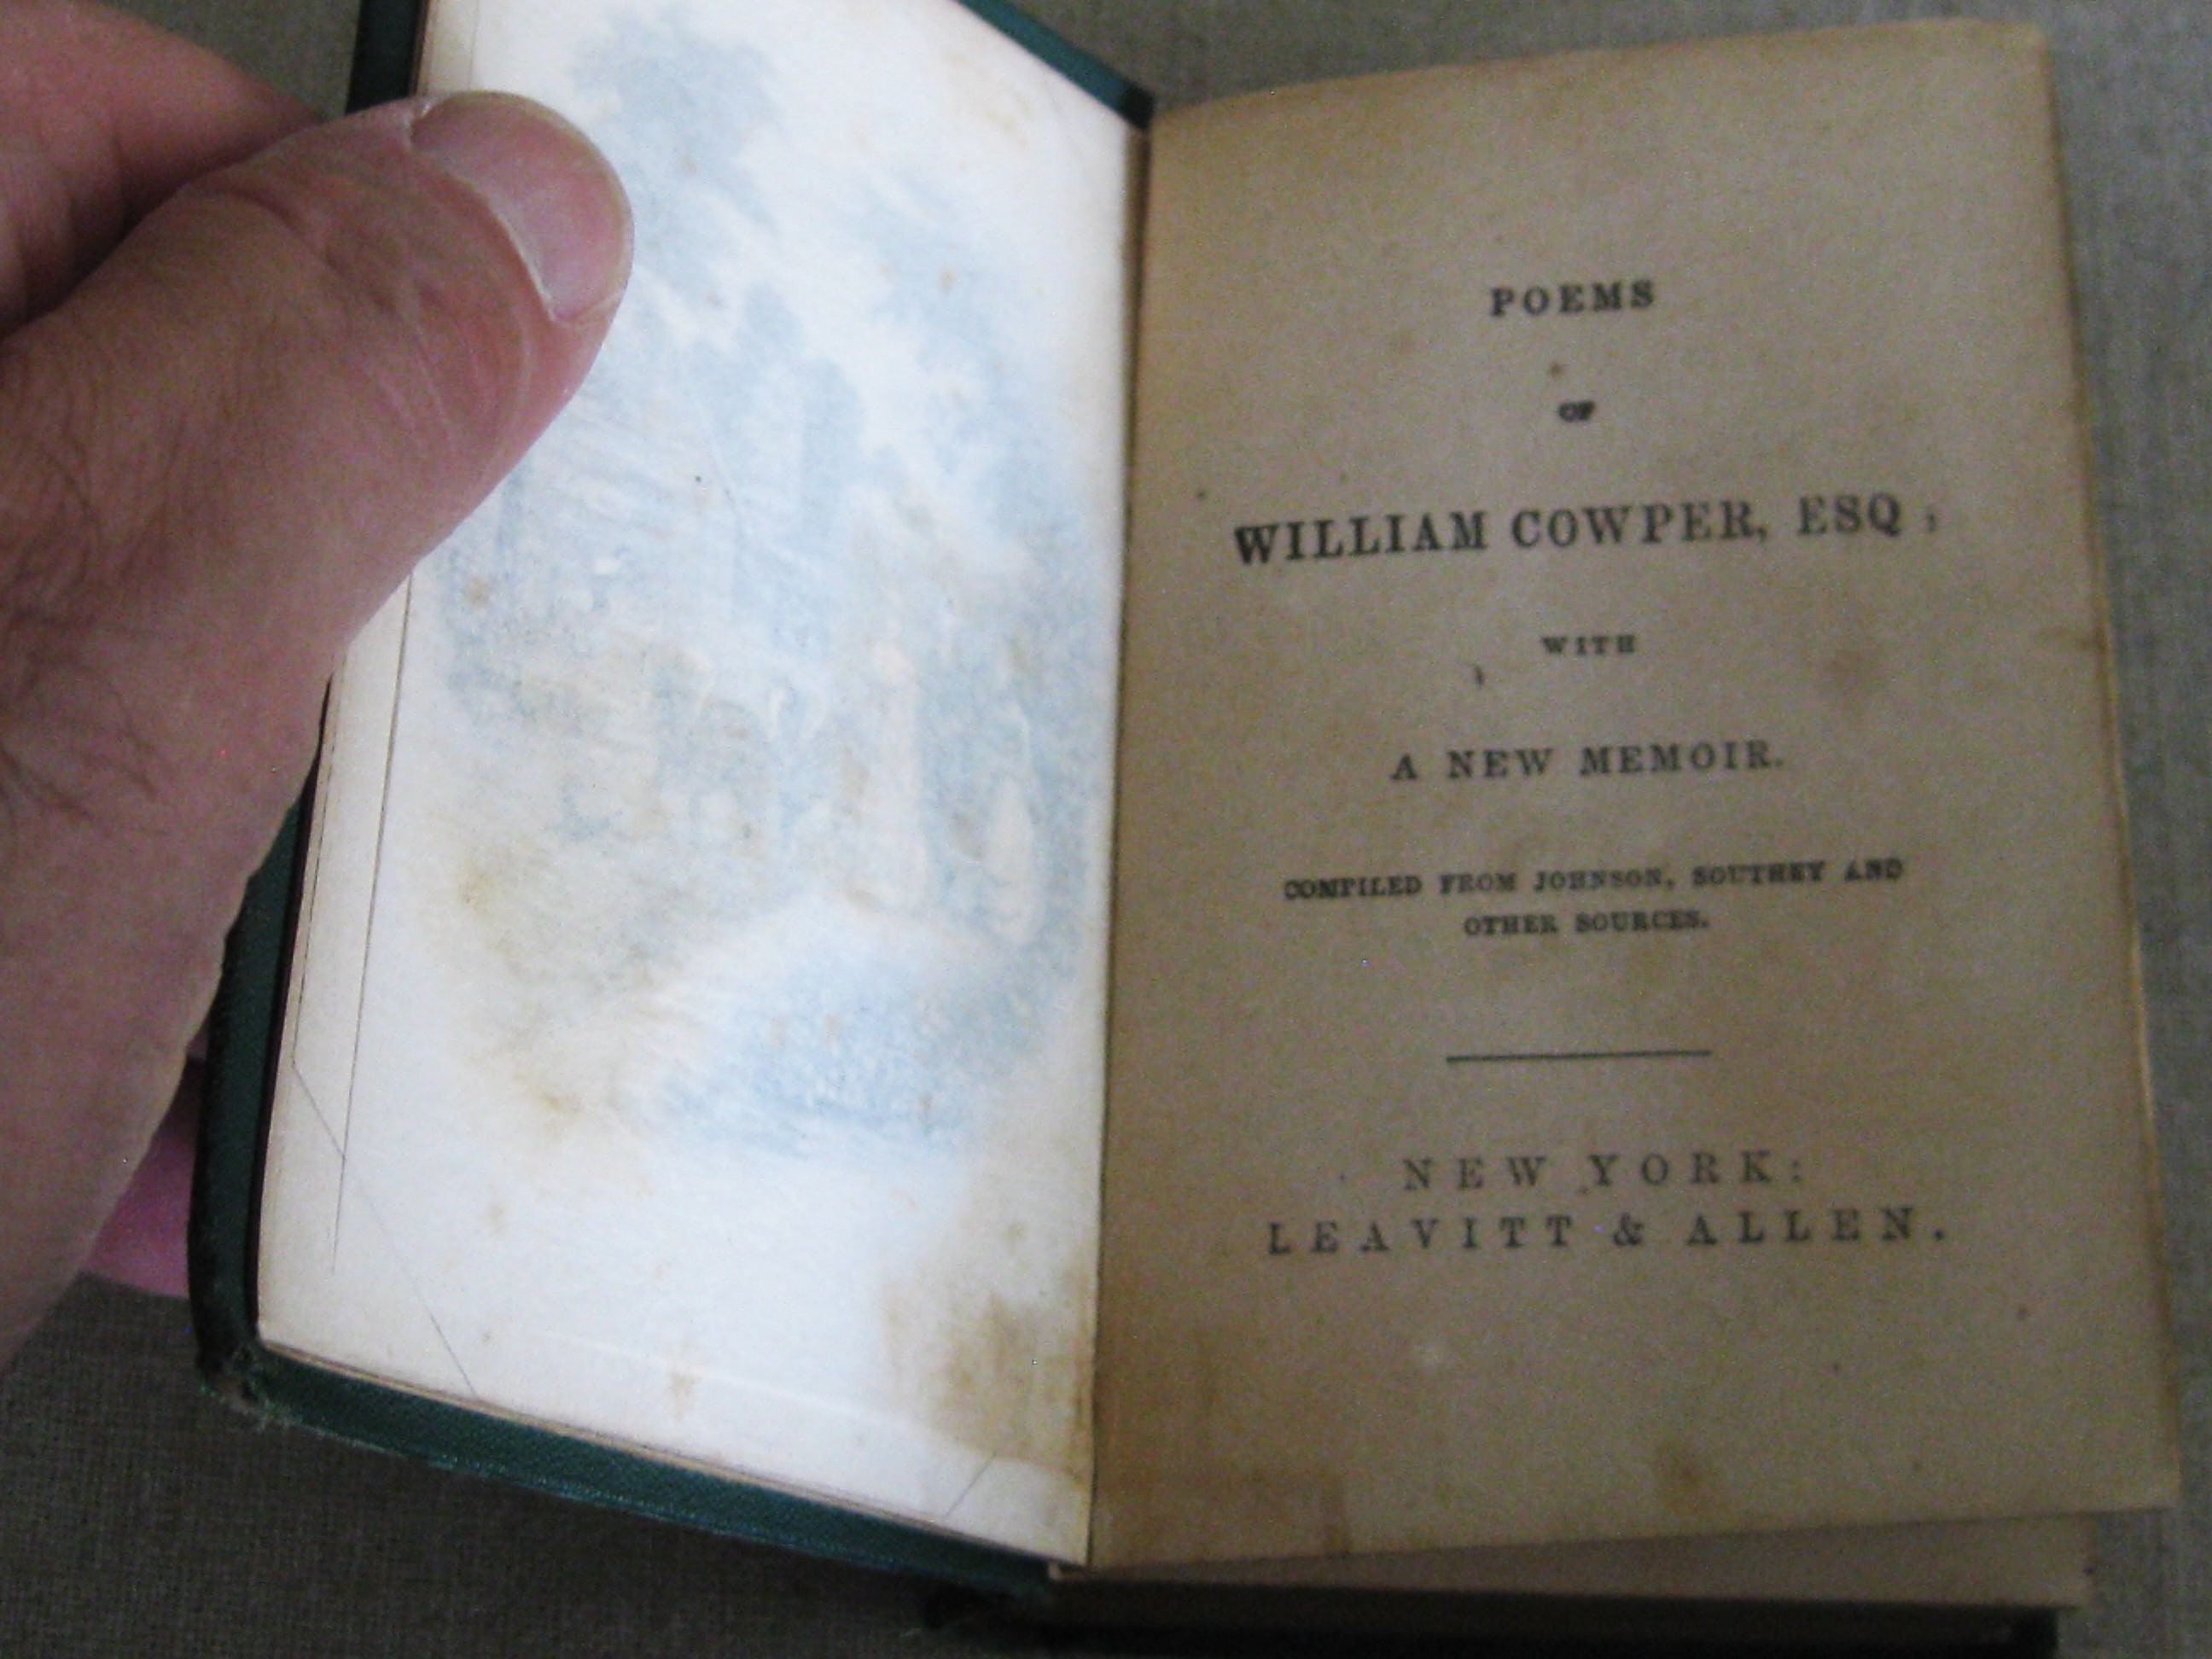 POEMS
OF
WILLIAM COWPER, ESQ;
WITH
A NEW MEMOIR.
COMPILED FROM JOHNSON, SOUTHEY AND
OTHER SOURCES.
NEW YORK:
LEAVITT & ALLEN.